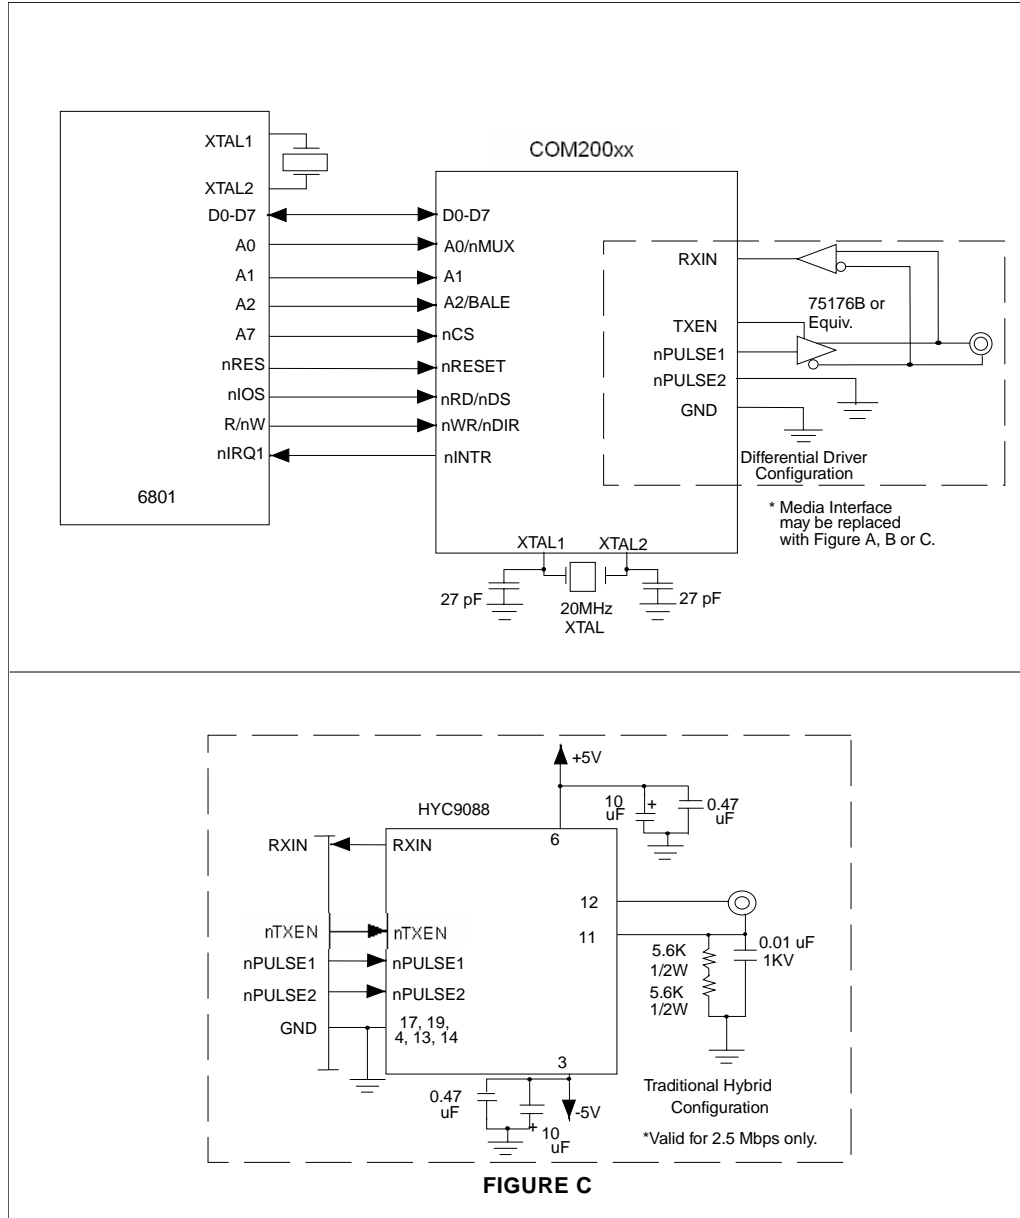 COM200xx
XTAL1
XTAL2
D0-D7
A0
A1
A2
A7
nRES
nIOS
R/nW
nIRQ1
6801
D0-D7
A0/nMUX
A1
A2/BALE
nCS
nRESET
nRD/nDS
nWR/nDIR
nINTR
RXIN
TXEN
nPULSE1
nPULSE2
GND
75176B or
Equiv.
Differential Driver
Configuration
* Media Interface
may be replaced
with Figure A, B or C.
XTAL1
XTAL2
27 pF
20MHz
XTAL
27 pF
+5V
HYC9088
10
uF
+
0.47
uF
6
RXIN
RXIN
nTXEN
nTXEN
nPULSE1
nPULSE1
nPULSE2
nPULSE2
GND
17, 19,
4, 13, 14
12
11
5.6K
1/2W
5.6K
1/2W
0.01 uF
1KV
3
0.47
uF
+
10
uF
-5V
Traditional Hybrid
Configuration
*Valid for 2.5 Mbps only.
FIGURE C